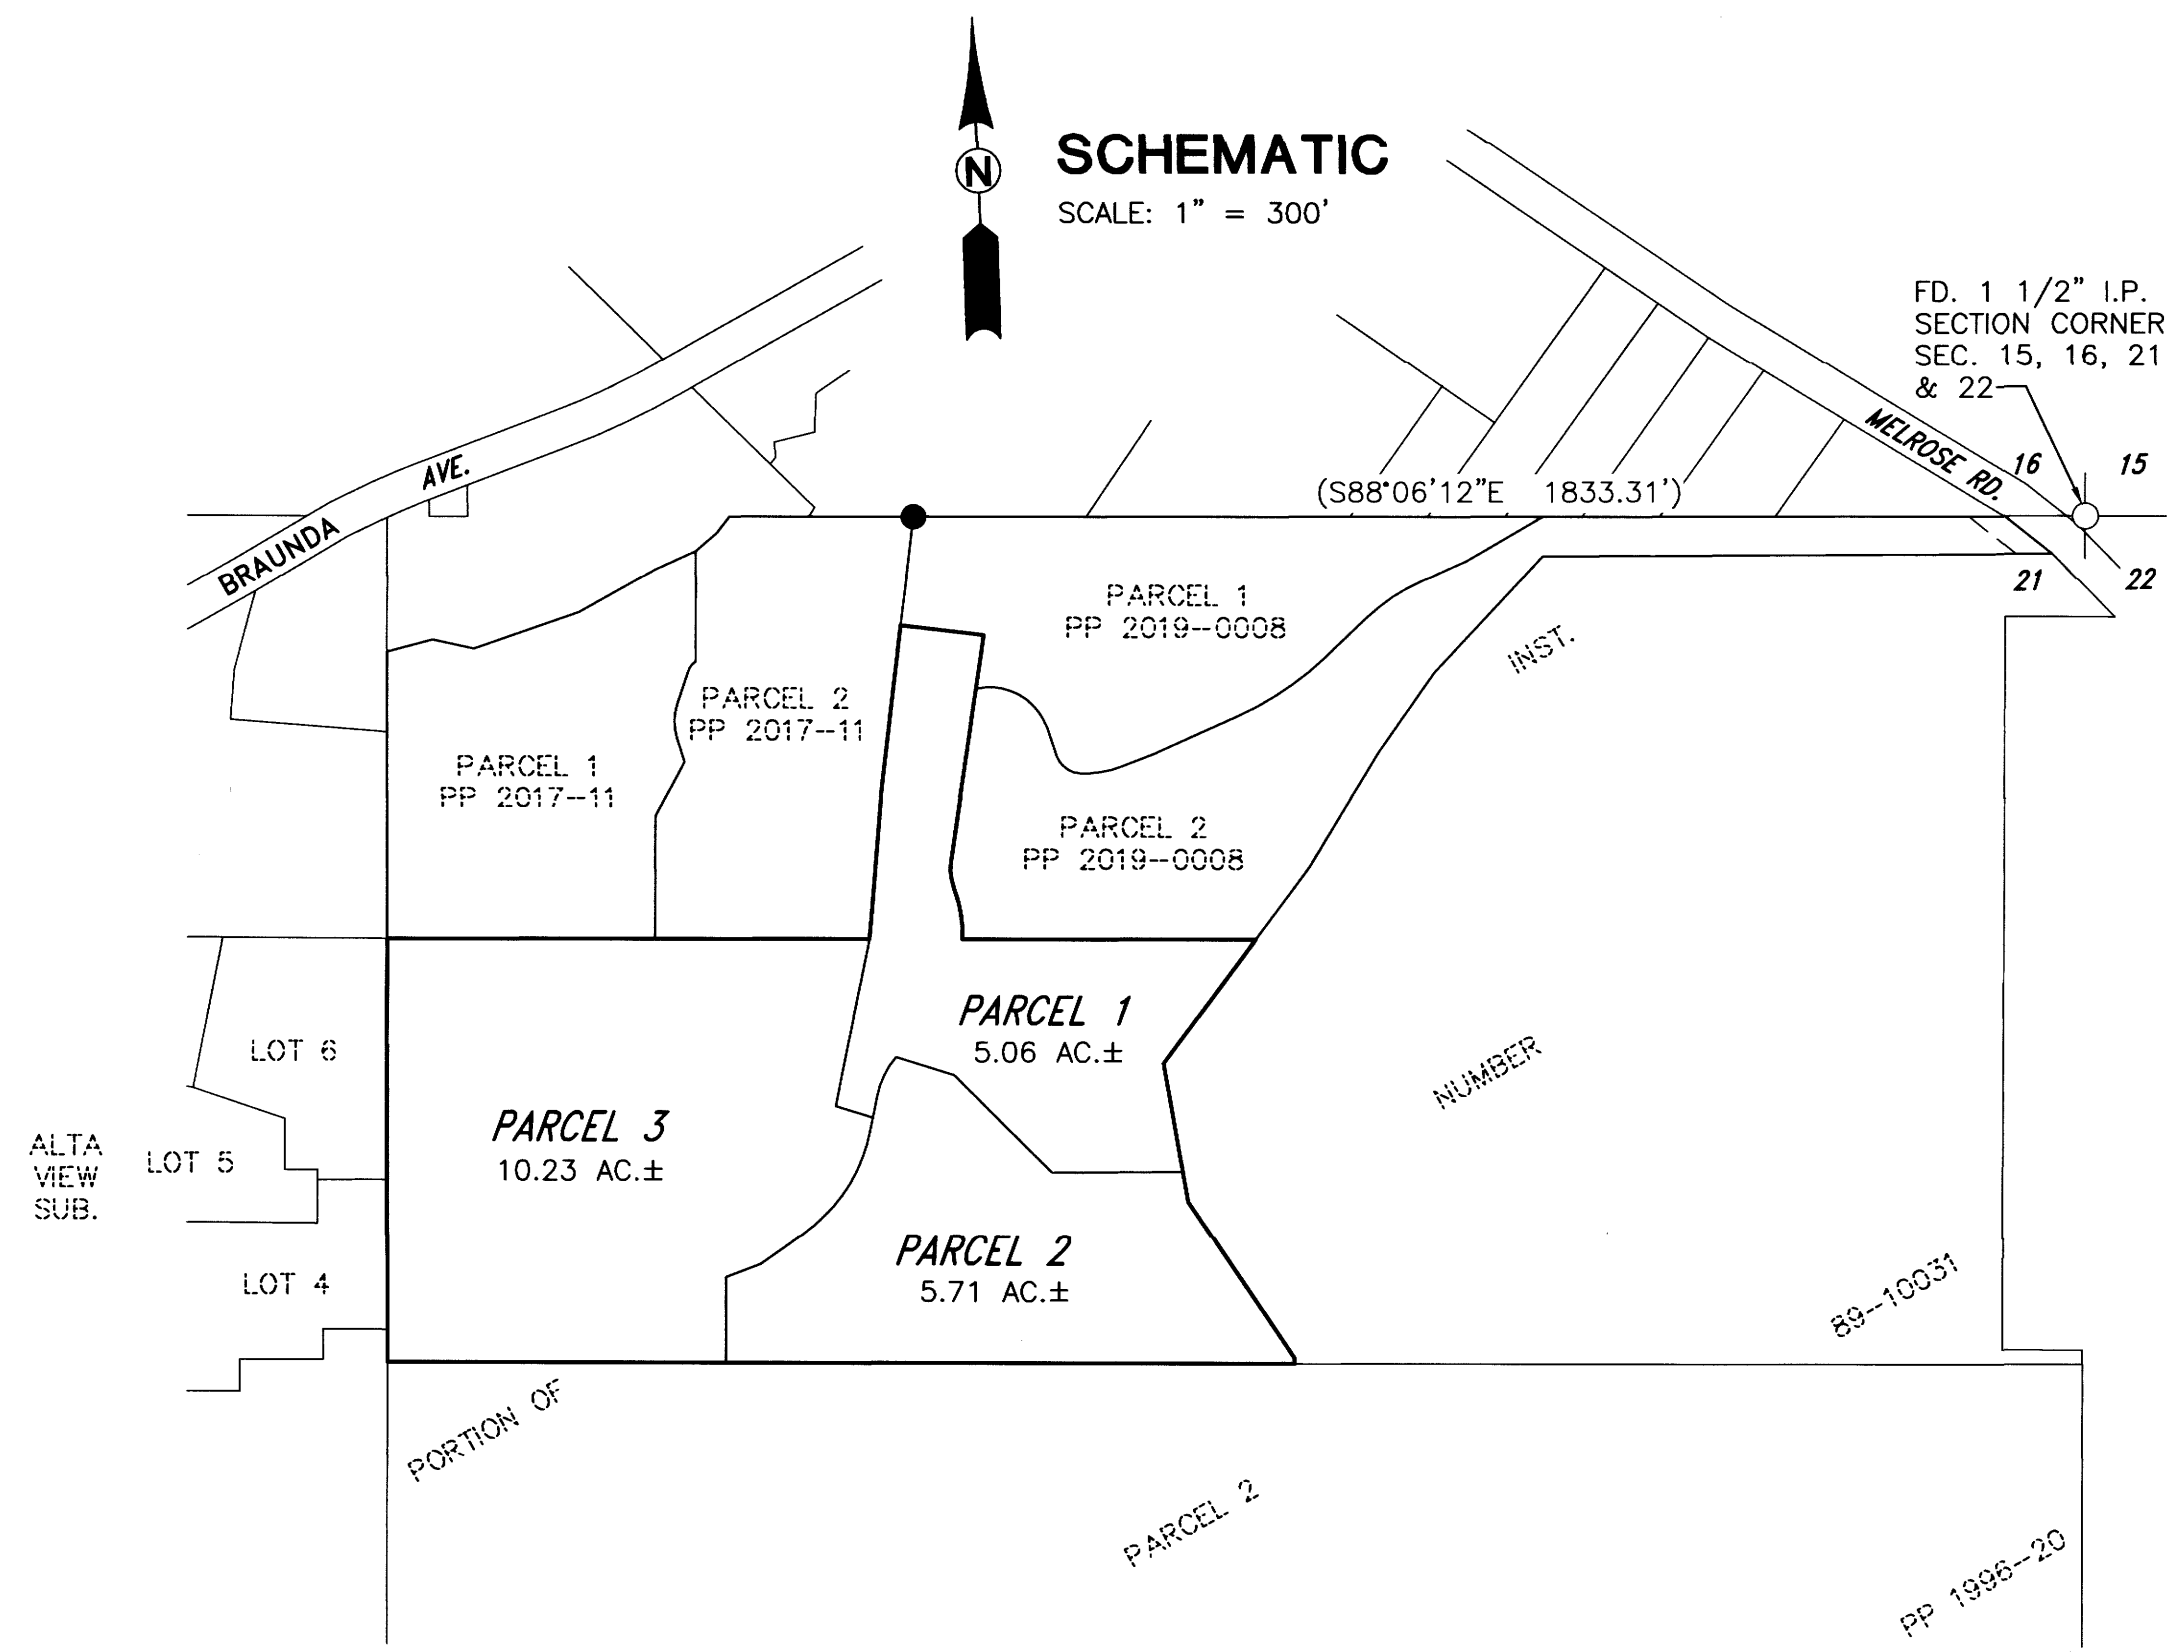 N
SCHEMATIC
SCALE: 1" = 300'
FD. 1 1/2" I.P.
SECTION CORNER
SEC. 15, 16, 21
& 22
MELROSE RD.
16
15
21
22
BRAUNDA AVE.
(S88°06'12"E 1833.31')
PARCEL 1
PP 2019--0008
INST.
PARCEL 2
PP 2017--11
PARCEL 1
PP 2017--11
PARCEL 2
PP 2019--0008
PARCEL 1
5.06 AC.±
LOT 6
NUMBER
PARCEL 3
10.23 AC.±
ALTA
VIEW
SUB.
LOT 5
PARCEL 2
5.71 AC.±
LOT 4
89--10031
PORTION OF
PARCEL 2
PP 1996--20